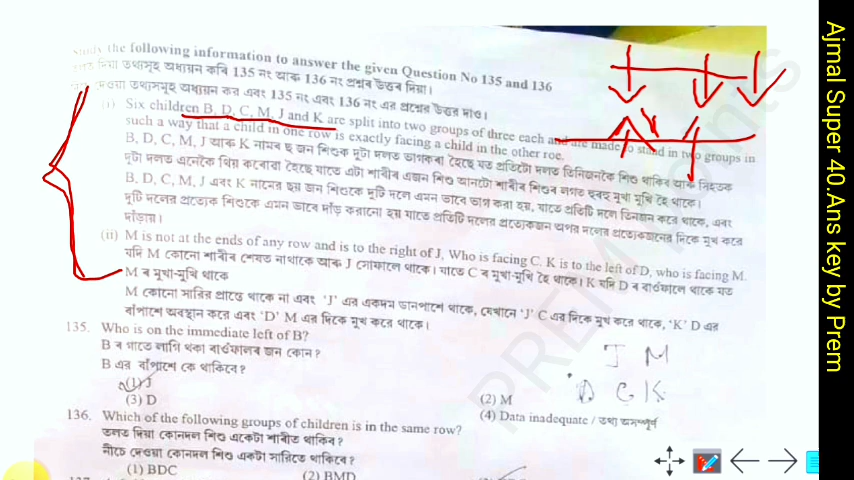 Study the following information to answer the given Question No 135 and 136
দিয়া তথ্যসমূহ অধ্যয়ন কৰি 135 নং আৰু 136 নং প্ৰশ্নৰ উত্তৰ দিয়া।
দেওয়া তথ্যসমূহ অধ্যয়ন কর এবং 135 নং এবং 136 নং এর প্রশ্নের উত্তর দাও।
(i) Six children B, D, C, M, J and K are split into two groups of three each and are made to stand in two groups in
such a way that a child in one row is exactly facing a child in the other roe.
B, D, C, M, J আৰু K নামৰ ছ জন শিশুক দুটা দলত ভাগকৰা হৈছে যত প্ৰতিটো দলত তিনিজনকৈ শিশু থাকিব আৰু
দুটা দলত এনেকৈ থিয় কৰোৱা হৈছে যাতে এটা শাৰীৰ এজন শিশু আনটো শাৰীৰ শিশুৰ লগত হুবহু মুখা মুখি হৈ থাকে।
B, D, C, M, J এবং K নামের ছয় জন শিশুকে দুটি দলে এমন ভাবে ভাগ করা হয়, যাতে প্রতিটি দলে তিনজন করে থাকে, এবং
দুটি দলের প্রত্যেক শিশুকে এমন ভাবে দাঁড় করানো হয় যাতে প্রতিটি দলের প্রত্যেকজন অপর দলের প্রত্যেকজনের দিকে মুখ করে
দাঁড়ায়।
(ii) M is not at the ends of any row and is to the right of J, Who is facing C. K is to the left of D, who is facing M.
যদি M কোনো শাৰীৰ শেষত নাথাকে আৰু J সোঁফালে থাকে। যাতে C ৰ মুখা-মুখি হৈ থাকে। K যদি D ৰ বাওঁফালে থাকে যত
M ৰ মুখা-মুখি থাকে
M কোনো সারির প্রান্তে থাকে না এবং 'J' এর একদম ডানপাশে থাকে, যেখানে 'J' C এর দিকে মুখ করে থাকে, 'K' D এর
বাঁপাশে অবস্থান করে এবং 'D' M এর দিকে মুখ করে থাকে।
135. Who is on the immediate left of B?
B ৰ গাতে লাগি থকা বাওঁফালৰ জন কোন?
B এর বাঁপাশে কে থাকিবে?
(1) J
(2) M
(3) D
(4) Data inadequate / তথ্য অসম্পূৰ্ণ
J M
D C K
136. Which of the following groups of children is in the same row?
তলত দিয়া কোনদল শিশু একেটা শাৰীত থাকিব?
নীচে দেওয়া কোনদল শিশু একটা সারিতে থাকিবে?
(1) BDC
(2) BMD
PREM
Ajmal Super 40.Ans key by Prem